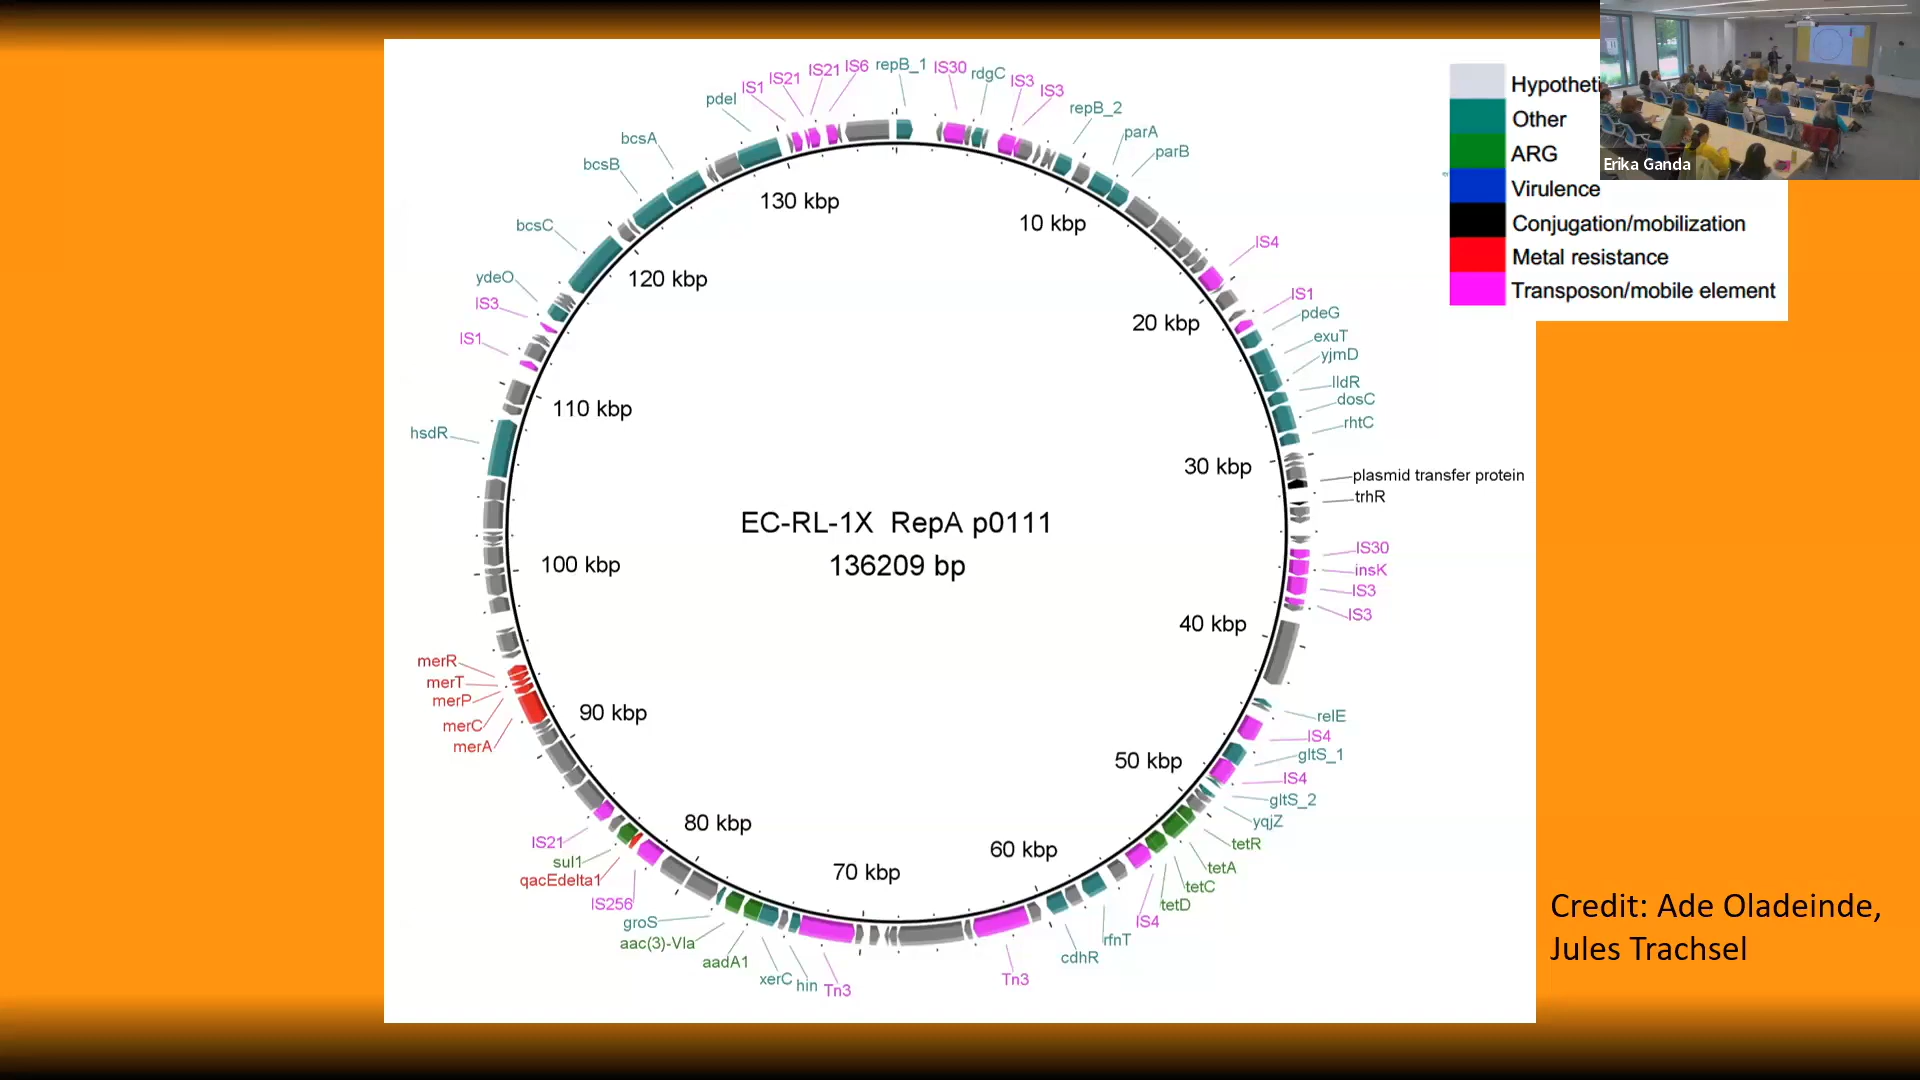 repB_1
IS30
rdgC
IS3
IS3
repB_2
parA
parB
IS4
IS1
pdeG
exuT
yjmD
lldR
dosC
rhtC
plasmid transfer protein
trhR
IS30
insK
IS3
IS3
relE
IS4
gltS_1
IS4
gltS_2
yqjZ
tetR
tetA
tetC
tetD
IS4
rfnT
cdhR
Tn3
Tn3
hin
xerC
aadA1
aac(3)-VIa
groS
IS256
qacEdelta1
sul1
IS21
merA
merC
merP
merT
merR
hsdR
IS1
IS3
ydeO
bcsC
bcsB
bcsA
pdeI
IS1
IS21
IS21
IS6
10 kbp
20 kbp
30 kbp
40 kbp
50 kbp
60 kbp
70 kbp
80 kbp
90 kbp
100 kbp
110 kbp
120 kbp
130 kbp
EC-RL-1X RepA p0111
136209 bp
Hypotheti
Other
ARG
Virulence
Conjugation/mobilization
Metal resistance
Transposon/mobile element
Erika Ganda
Credit: Ade Oladeinde,
Jules Trachsel